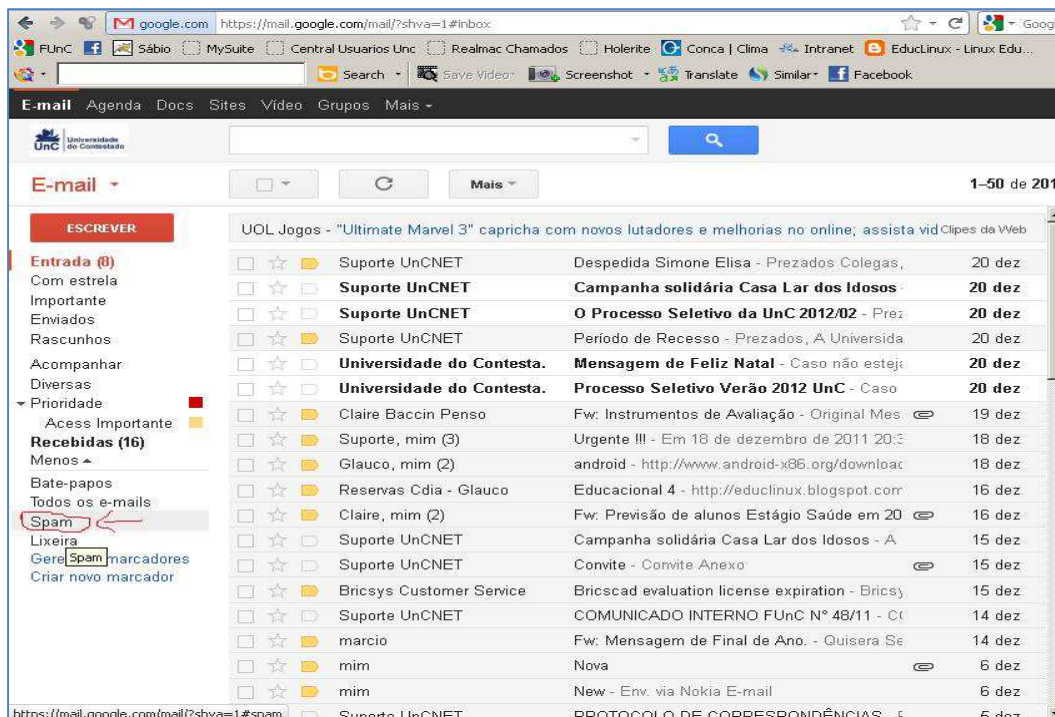 google.com https://mail.google.com/mail/?shva=1#inbox Goog
FUnC Sábio MySuite Central Usuarios Unc Realmac Chamados Holerite Conca | Clima Intranet EducLinux - Linux Edu...
Search Save Video Screenshot Translate Similar Facebook
E-mail Agenda Docs Sites Vídeo Grupos Mais
UnC Universidade do Contestado
E-mail Mais 1–50 de 201
ESCREVER
UOL Jogos - "Ultimate Marvel 3" capricha com novos lutadores e melhorias no online; assista vid Clipes da Web
Entrada (8)
Com estrela
Importante
Enviados
Rascunhos
Acompanhar
Diversas
Prioridade
Acess Importante
Recebidas (16)
Menos
Bate-papos
Todos os e-mails
Spam
Lixeira
Gere Spam marcadores
Criar novo marcador
Suporte UnCNET Despedida Simone Elisa - Prezados Colegas, 20 dez
Suporte UnCNET Campanha solidária Casa Lar dos Idosos - 20 dez
Suporte UnCNET O Processo Seletivo da UnC 2012/02 - Prez 20 dez
Suporte UnCNET Período de Recesso - Prezados, A Universida 20 dez
Universidade do Contesta. Mensagem de Feliz Natal - Caso não esteja 20 dez
Universidade do Contesta. Processo Seletivo Verão 2012 UnC - Caso 20 dez
Claire Baccin Penso Fw: Instrumentos de Avaliação - Original Mes 19 dez
Suporte, mim (3) Urgente !!! - Em 18 de dezembro de 2011 20:3 18 dez
Glauco, mim (2) android - http://www.android-x86.org/downloac 18 dez
Reservas Cdia - Glauco Educacional 4 - http://educlinux.blogspot.com 16 dez
Claire, mim (2) Fw: Previsão de alunos Estágio Saúde em 20 16 dez
Suporte UnCNET Campanha solidária Casa Lar dos Idosos - A 15 dez
Suporte UnCNET Convite - Convite Anexo 15 dez
Bricsys Customer Service Bricscad evaluation license expiration - Bricsy 15 dez
Suporte UnCNET COMUNICADO INTERNO FUnC N° 48/11 - CO 14 dez
marcio Fw: Mensagem de Final de Ano. - Quisera Se 14 dez
mim Nova 6 dez
mim New - Env. via Nokia E-mail 6 dez
Suporte UnCNET PROTOCOLO DE CORRESPONDÊNCIAS - 6 dez
https://mail.google.com/mail/?shva=1#spam